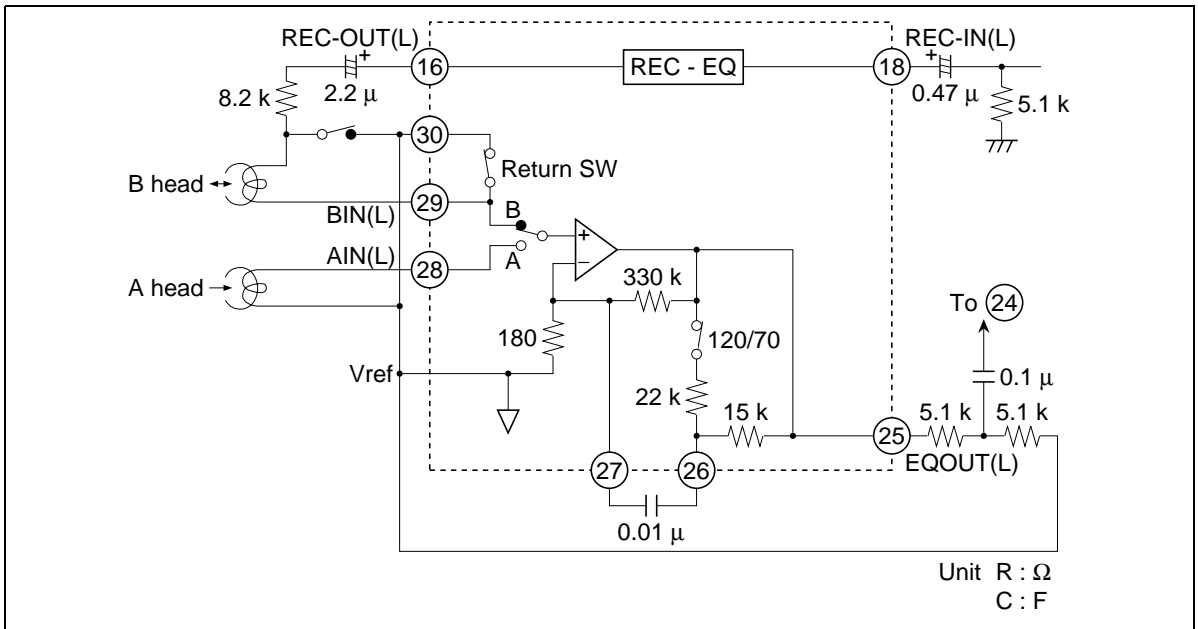 REC-OUT(L)
REC-IN(L)
+
16
REC - EQ
18
+
8.2 k
2.2 μ
0.47 μ
5.1 k
30
Return SW
B head
29
BIN(L)
B
+
AIN(L)
A
−
A head
28
330 k
To 24
180
120/70
Vref
0.1 μ
22 k
15 k
5.1 k
5.1 k
25
EQOUT(L)
27
26
0.01 μ
Unit R : Ω
C : F